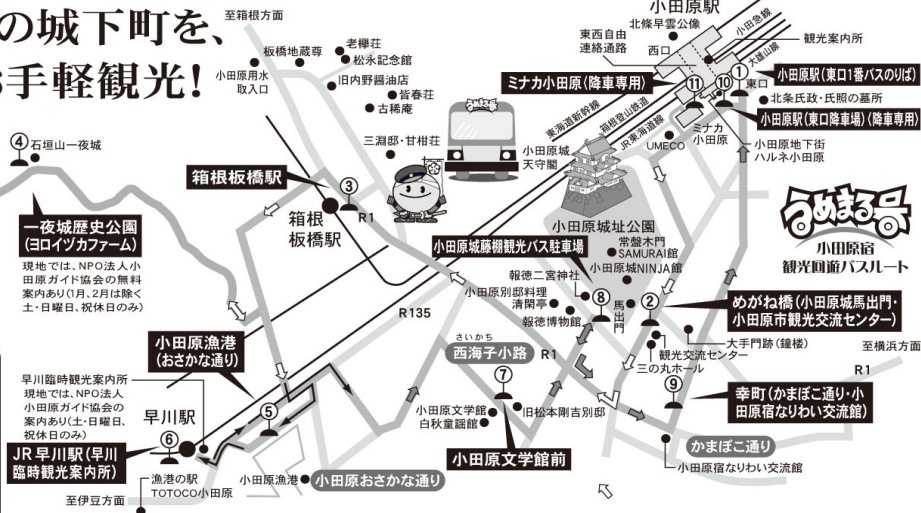 の城下町を、
手軽観光!
至箱根方面
板橋地蔵尊
小田原用水
取入口
老欅荘
松永記念館
旧内野醤油店
皆春荘
古稀庵
三淵邸・甘柑荘
うめまる号
小田原駅
北條早雲公像
東西自由
連絡通路
西口
小田急線
大雄山線
観光案内所
ミナカ小田原(降車専用)
⑪
⑩
①
東口
小田原駅(東口1番バスのりば)
北条氏政・氏照の墓所
小田原駅(東口降車場)(降車専用)
東海道新幹線
箱根登山鉄道
JR東海道線
UMECO
ミナカ
小田原
小田原地下街
ハルネ小田原
小田原城
天守閣
④
石垣山一夜城
一夜城歴史公園
(ヨロイヅカファーム)
現地では、NPO法人小
田原ガイド協会の無料
案内あり(1月、2月は除く
土・日曜日、祝休日のみ)
箱根板橋駅
③
R1
箱根
板橋駅
小田原城址公園
小田原城藤棚観光バス駐車場
常盤木門
SAMURAI館
小田原城NINJA館
報徳二宮神社
小田原別邸料理
清閑亭
報徳博物館
⑧
馬
出
門
②
うめまる号
小田原宿
観光回遊バスルート
めがね橋(小田原城馬出門・
小田原市観光交流センター)
大手門跡(鐘楼)
観光交流センター
三の丸ホール
至横浜方面
R1
⑨
幸町(かまぼこ通り・小
田原宿なりわい交流館)
かまぼこ通り
小田原宿なりわい交流館
R135
さいかち
西海子小路
R1
⑦
小田原文学館
白秋童謡館
旧松本剛吉別邸
小田原文学館前
小田原漁港
(おさかな通り)
早川臨時観光案内所
現地では、NPO法人
小田原ガイド協会の
案内あり(土・日曜日、
祝休日のみ)
早川駅
⑤
⑥
JR早川駅(早川
臨時観光案内所)
漁港の駅
TOTOCO小田原
至伊豆方面
小田原漁港
小田原おさかな通り